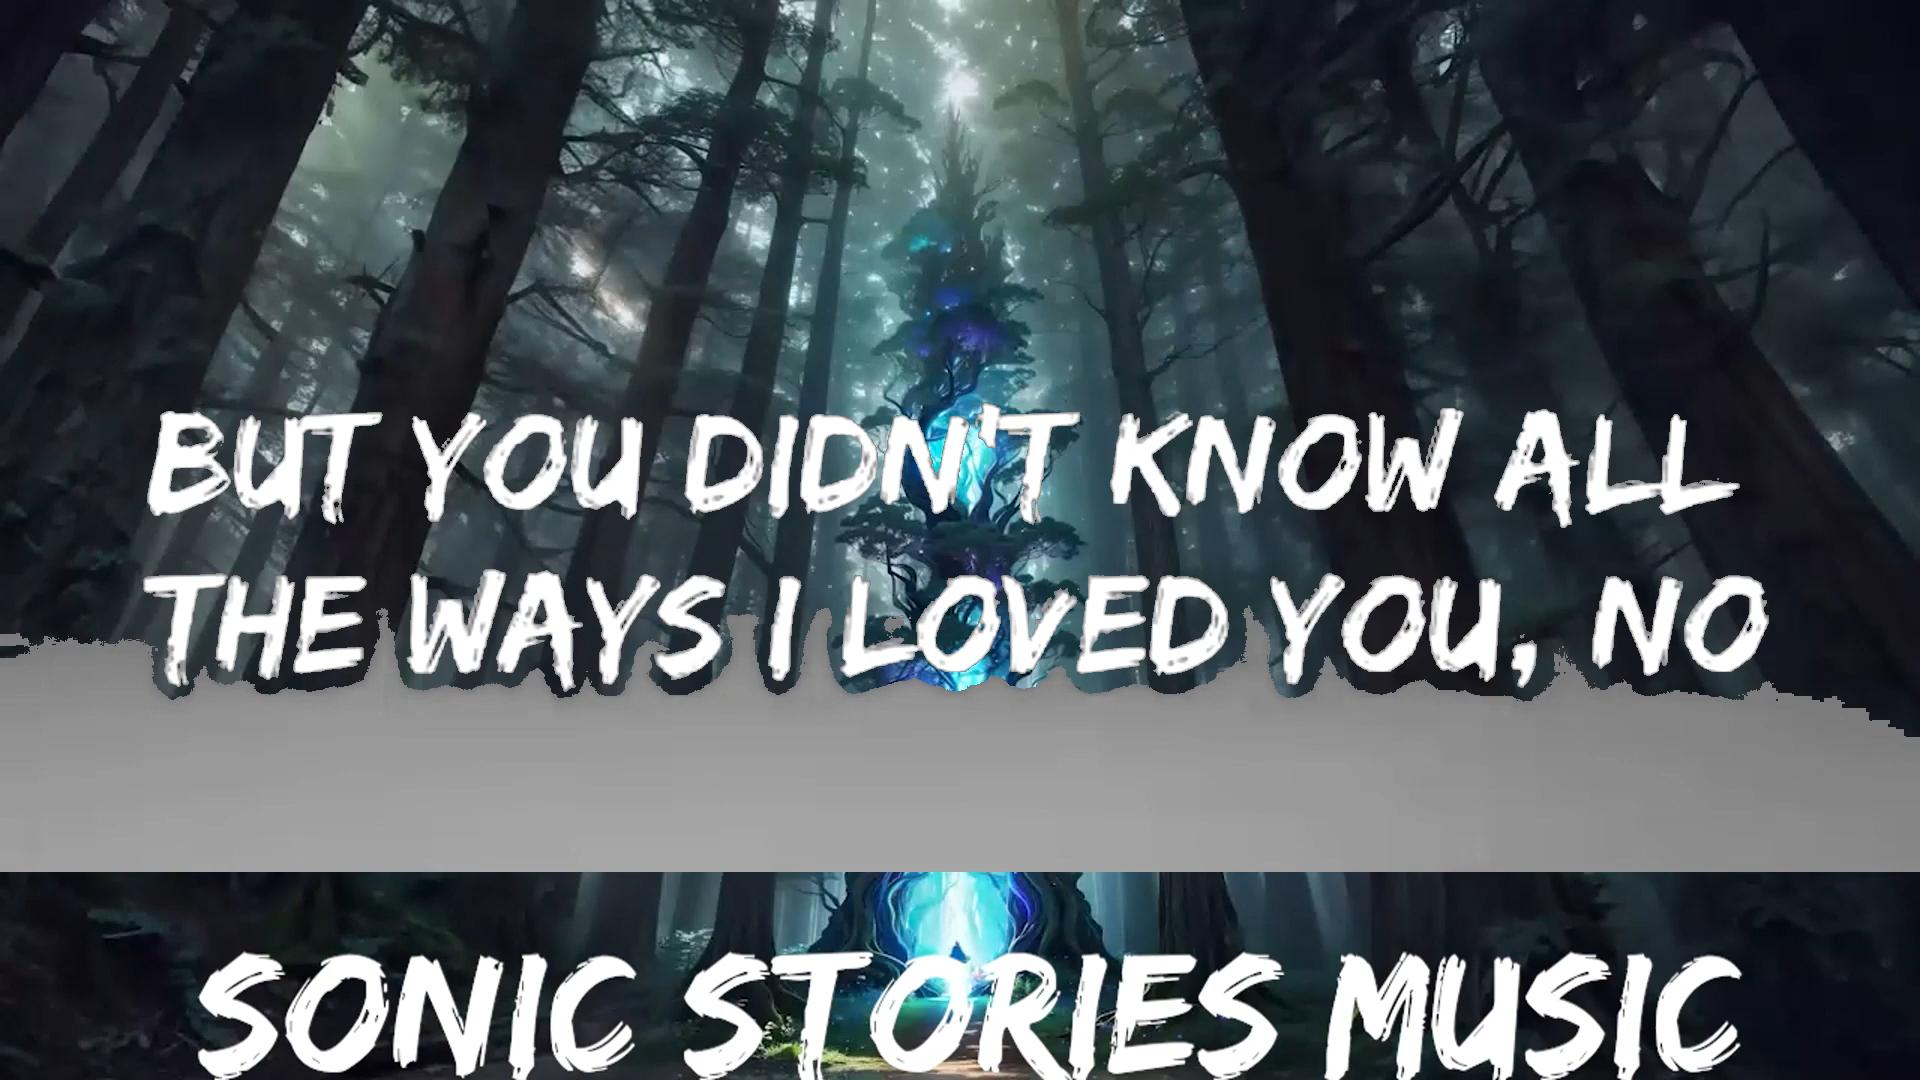 BUT YOU DIDN'T KNOW ALL
THE WAYS I LOVED YOU, NO
SONIC STORIES MUSIC